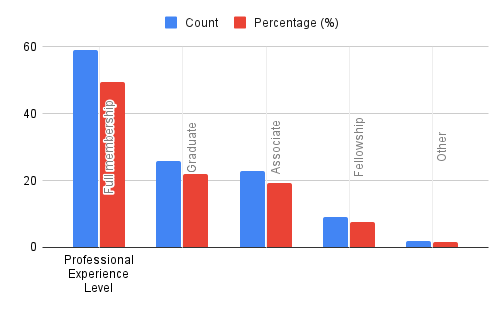 Count Percentage (%)
60
40
20
0
Full membership
Graduate
Associate
Fellowship
Other
Professional
Experience
Level